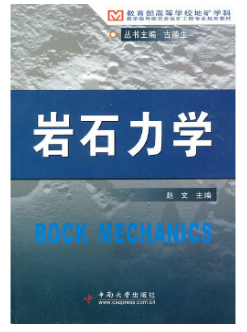 教育部高等学校地矿学科
教学指导委员会采矿工程专业规划教材
丛书主编 古德生
岩石力学
赵文 主编
ROCK MECHANICS
中南大学出版社
www.csupress.com.cn